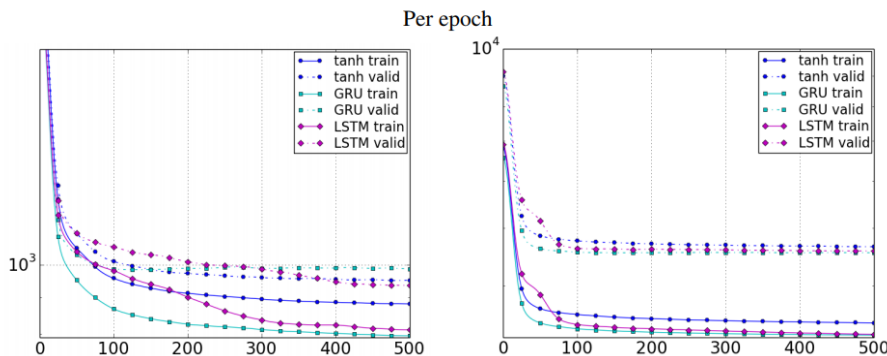 Per epoch
10^3
0
100
200
300
400
500
tanh train
tanh valid
GRU train
GRU valid
LSTM train
LSTM valid
10^4
0
100
200
300
400
500
tanh train
tanh valid
GRU train
GRU valid
LSTM train
LSTM valid